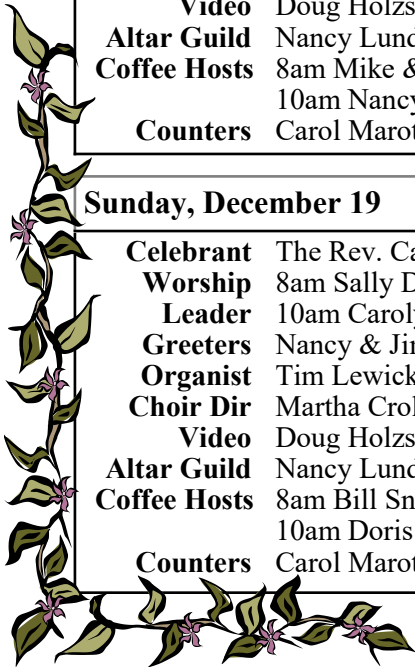 Video Doug Holzs
Altar Guild Nancy Lund
Coffee Hosts 8am Mike &
10am Nancy
Counters Carol Marot
Sunday, December 19
Celebrant The Rev. Ca
Worship 8am Sally D
Leader 10am Caroly
Greeters Nancy & Jin
Organist Tim Lewick
Choir Dir Martha Crol
Video Doug Holzs
Altar Guild Nancy Lund
Coffee Hosts 8am Bill Sn
10am Doris
Counters Carol Marot